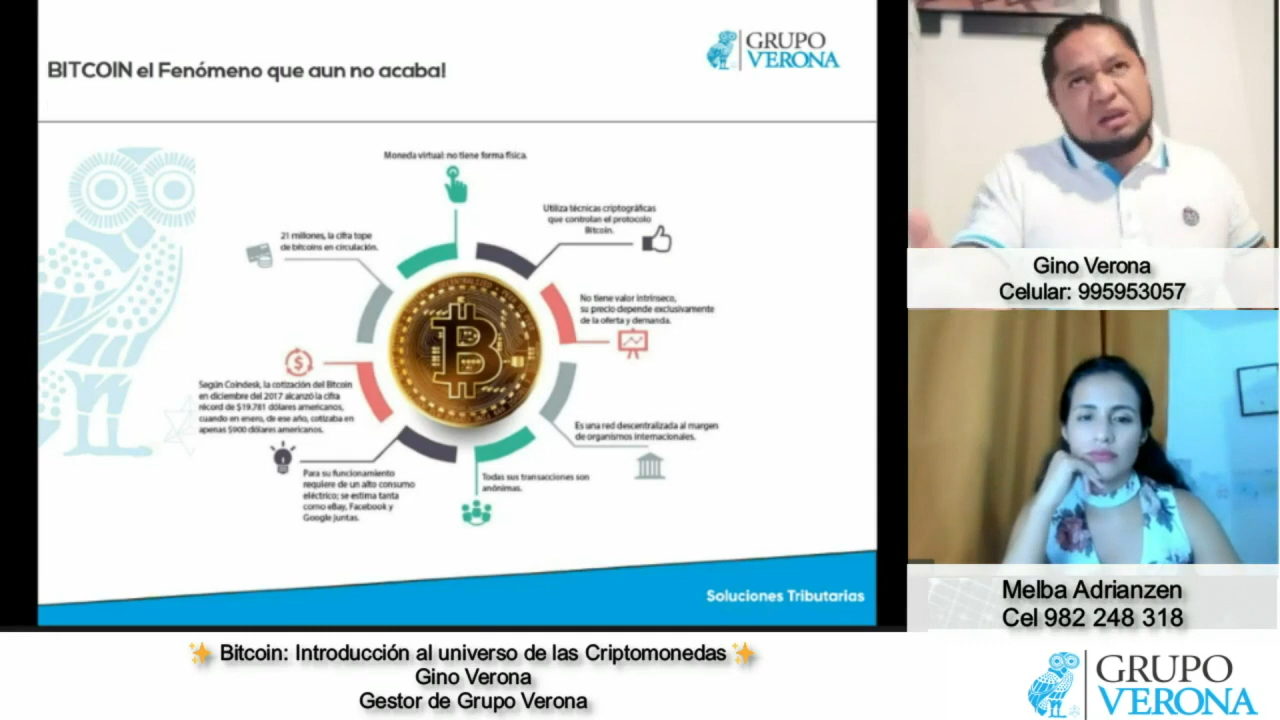 BITCOIN el Fenómeno que aun no acaba!
GRUPO
VERONA
Moneda virtual: no tiene forma física.
Utiliza técnicas criptográficas
que controlan el protocolo
Bitcoin.
21 millones, la cifra tope
de bitcoins en circulación.
No tiene valor intrínseco,
su precio depende exclusivamente
de la oferta y demanda.
Según Coindesk, la cotización del Bitcoin
en diciembre del 2017 alcanzó la cifra
récord de $19.781 dólares americanos,
cuando en enero, de ese año, cotizaba en
apenas $900 dólares americanos.
Es una red descentralizada al margen
de organismos internacionales.
Para su funcionamiento
requiere de un alto consumo
eléctrico; se estima tanta
como eBay, Facebook y
Google juntas.
Todas sus transacciones son
anónimas.
Soluciones Tributarias
Gino Verona
Celular: 995953057
Melba Adrianzen
Cel 982 248 318
✨ Bitcoin: Introducción al universo de las Criptomonedas ✨
Gino Verona
Gestor de Grupo Verona
GRUPO
VERONA